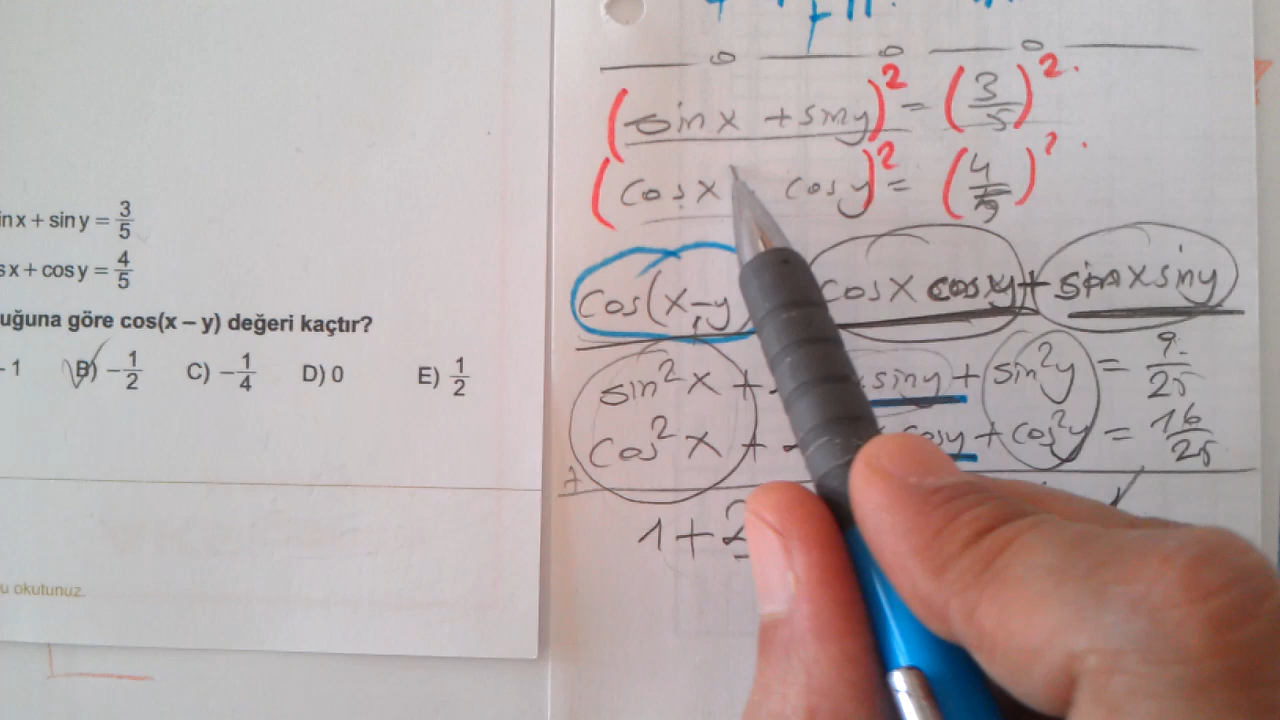 inx + sin y = 3/5
sx + cos y = 4/5
uğuna göre cos(x – y) değeri kaçtır?
- 1 B) – 1/2 C) – 1/4 D) 0 E) 1/2
u okutunuz.
(sinx + siny)² = (3/5)².
(cosx cosy)² = (4/5)².
cos(x-y cosx cosy + sinx siny
sin²x + siny + sin²y = 9/25
cos²x + cosy + cos²y = 16/25
+
1+2